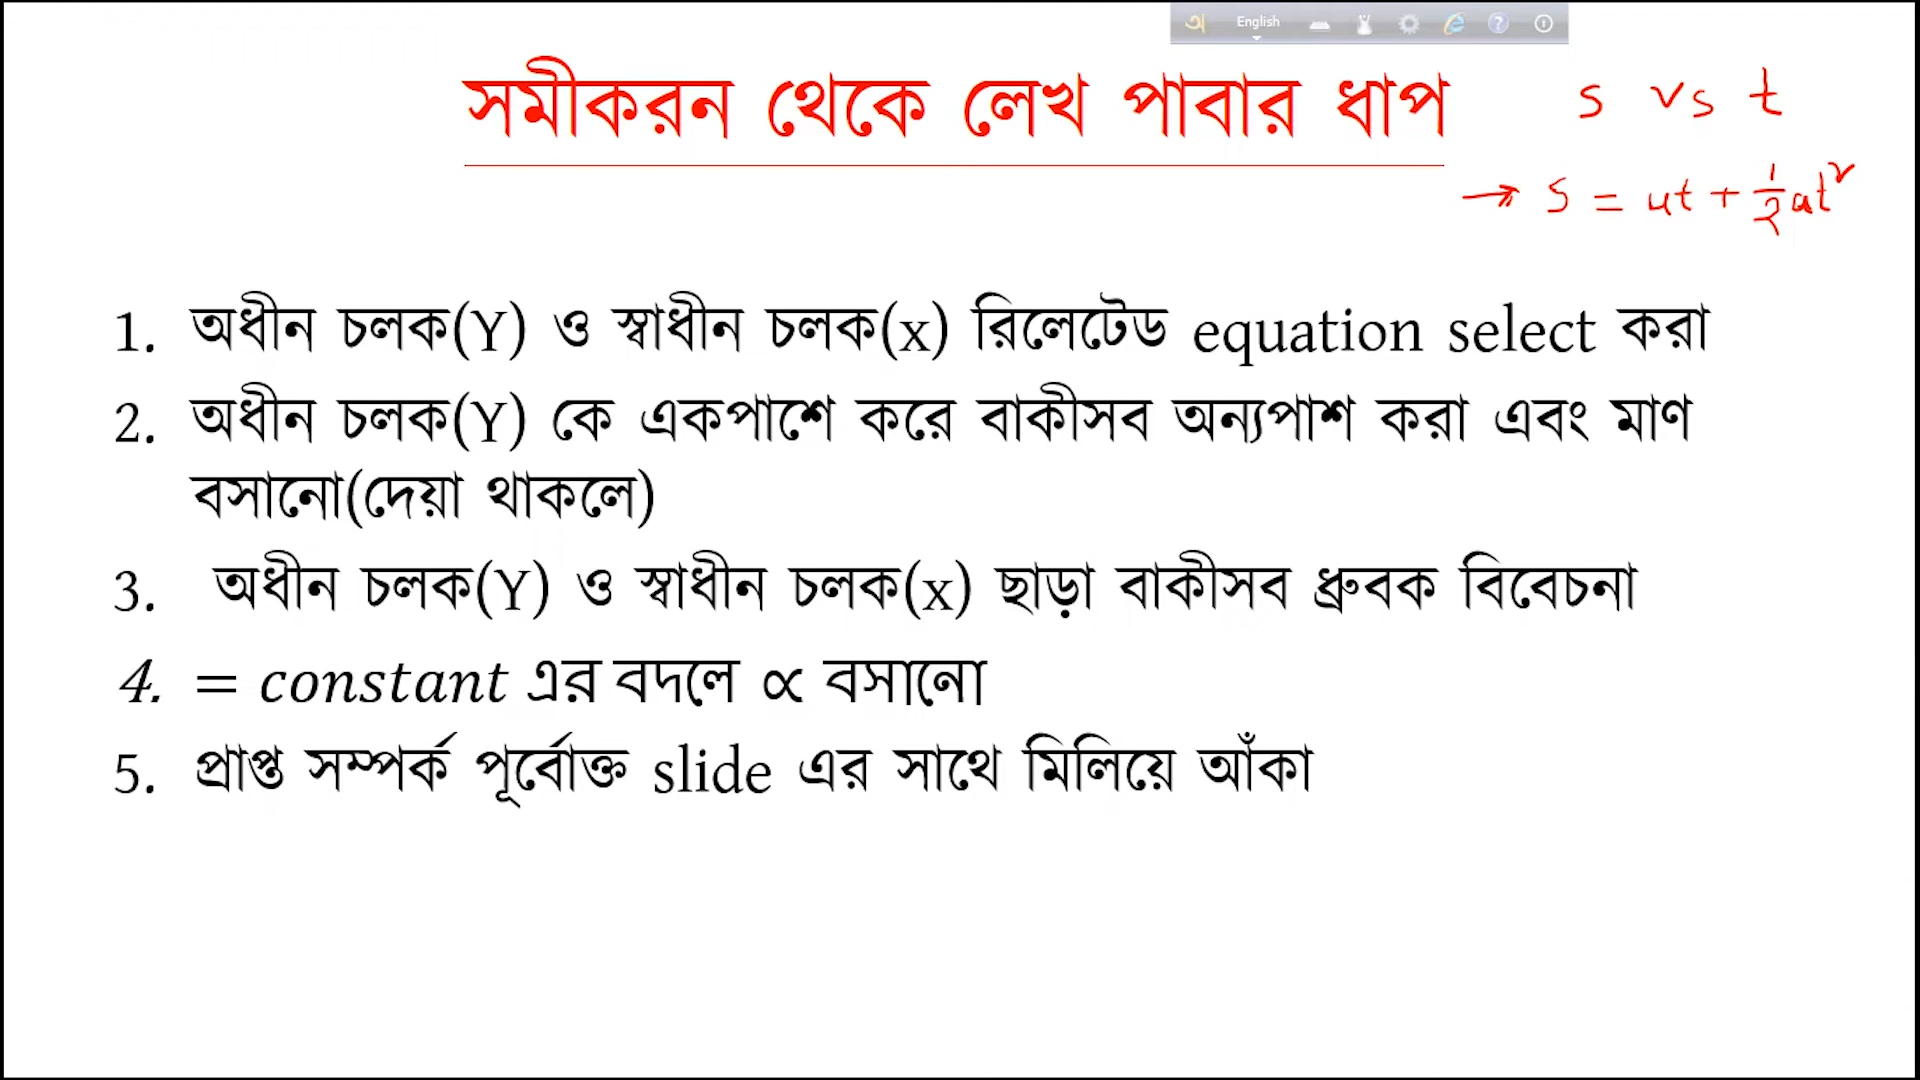 অ English
সমীকরন থেকে লেখ পাবার ধাপ
s vs t
→ s = ut + 1/2 at²
1. অধীন চলক(Y) ও স্বাধীন চলক(x) রিলেটেড equation select করা
2. অধীন চলক(Y) কে একপাশে করে বাকীসব অন্যপাশ করা এবং মাণ
বসানো(দেয়া থাকলে)
3. অধীন চলক(Y) ও স্বাধীন চলক(x) ছাড়া বাকীসব ধ্রুবক বিবেচনা
4. = constant এর বদলে ∝ বসানো
5. প্রাপ্ত সম্পর্ক পূর্বোক্ত slide এর সাথে মিলিয়ে আঁকা